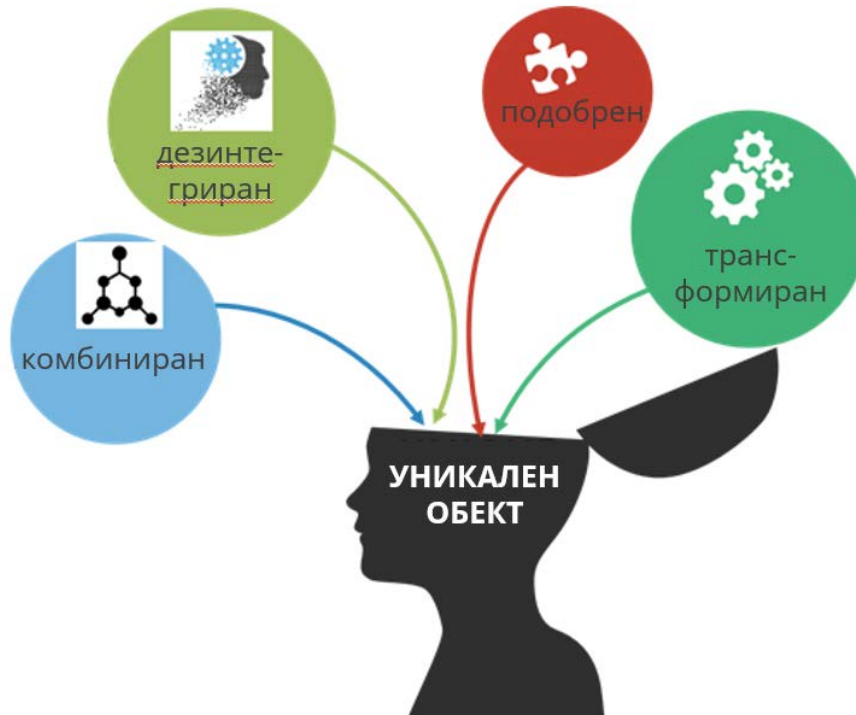 дезинте-
гриран
подобрен
транс-
формиран
комбиниран
УНИКАЛЕН
ОБЕКТ